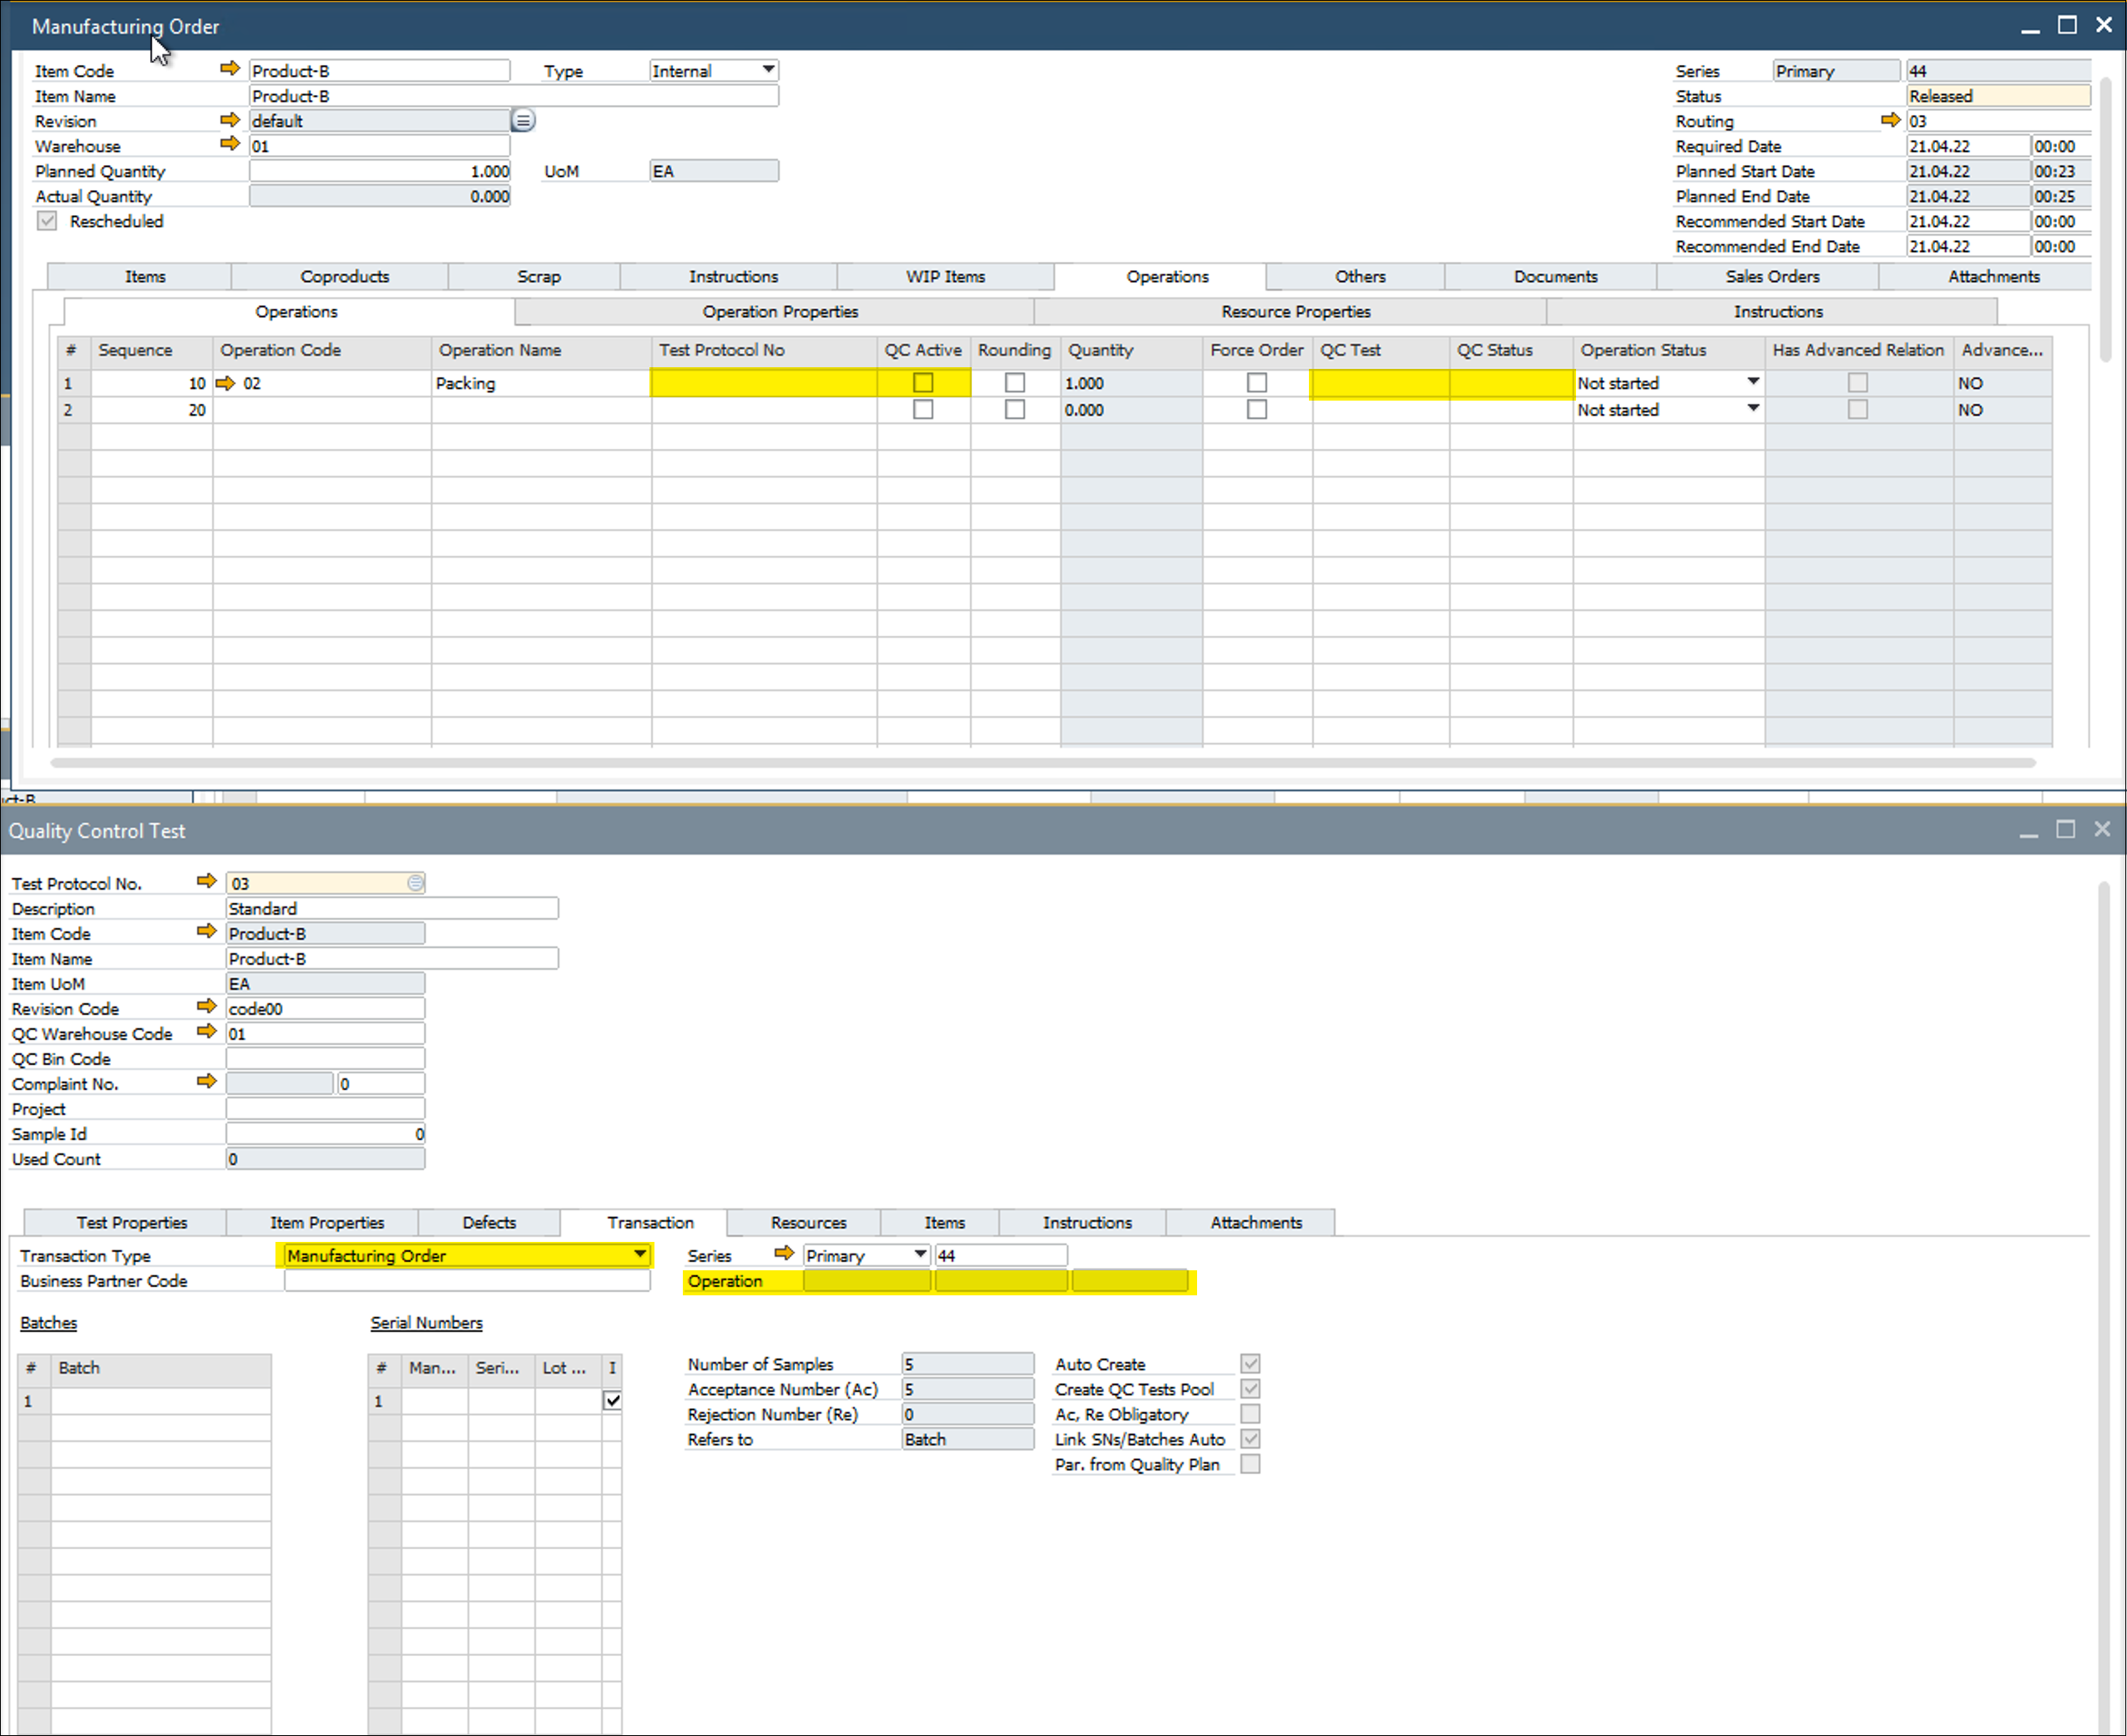 Manufacturing Order
Item Code Product-B Type Internal Series Primary 44
Item Name Product-B Status Released
Revision default Routing 03
Warehouse 01 Required Date 21.04.22 00:00
Planned Quantity 1.000 UoM EA Planned Start Date 21.04.22 00:23
Actual Quantity 0.000 Planned End Date 21.04.22 00:25
Rescheduled Recommended Start Date 21.04.22 00:00
Recommended End Date 21.04.22 00:00
Items Coproducts Scrap Instructions WIP Items Operations Others Documents Sales Orders Attachments
Operations Operation Properties Resource Properties Instructions
# Sequence Operation Code Operation Name Test Protocol No QC Active Rounding Quantity Force Order QC Test QC Status Operation Status Has Advanced Relation Advance...
1 10 02 Packing 1.000 Not started NO
2 20 0.000 Not started NO
Quality Control Test
Test Protocol No. 03
Description Standard
Item Code Product-B
Item Name Product-B
Item UoM EA
Revision Code code00
QC Warehouse Code 01
QC Bin Code
Complaint No. 0
Project
Sample Id 0
Used Count 0
Test Properties Item Properties Defects Transaction Resources Items Instructions Attachments
Transaction Type Manufacturing Order Series Primary 44
Business Partner Code Operation
Batches Serial Numbers
# Batch # Man... Seri... Lot ... I Number of Samples 5 Auto Create
Acceptance Number (Ac) 5 Create QC Tests Pool
1 1 Rejection Number (Re) 0 Ac, Re Obligatory
Refers to Batch Link SNs/Batches Auto
Par. from Quality Plan